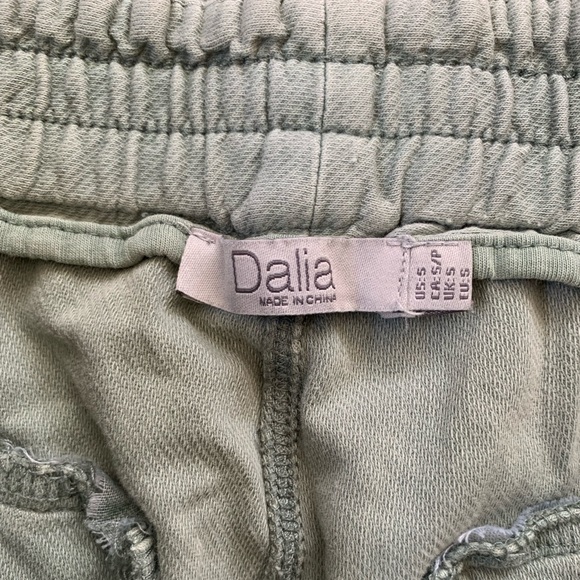 Dalia
MADE IN CHINA
US:S
CA:S/P
UK:S
EU:S